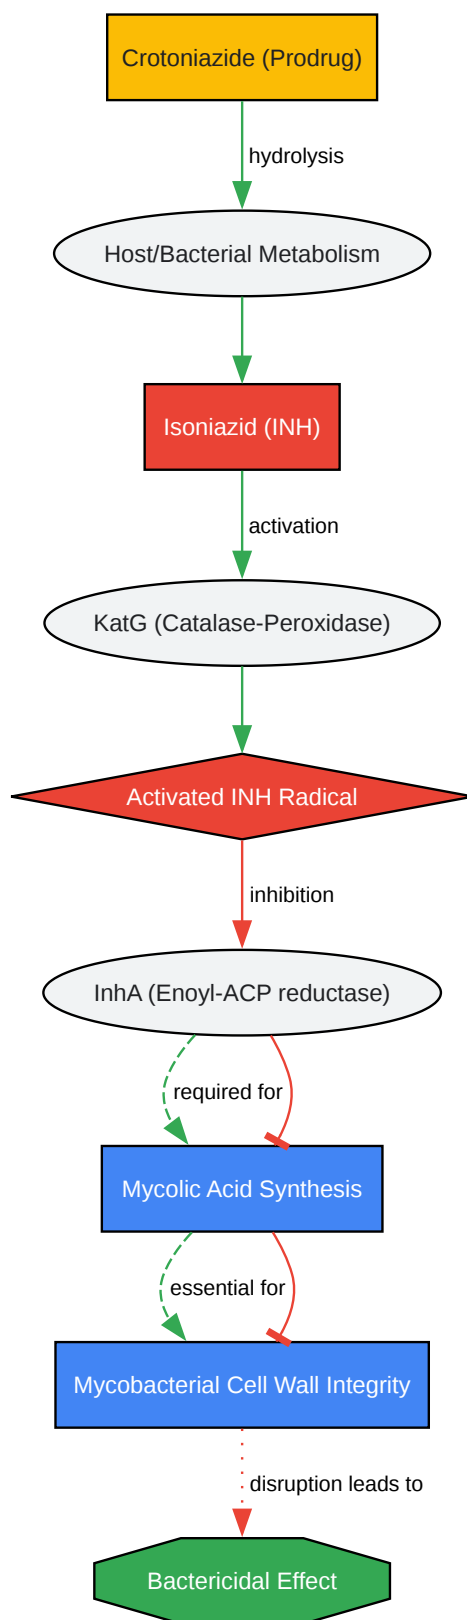 Crotoniazide (Prodrug)
hydrolysis
Host/Bacterial Metabolism
Isoniazid (INH)
activation
KatG (Catalase-Peroxidase)
Activated INH Radical
inhibition
InhA (Enoyl-ACP reductase)
required for
Mycolic Acid Synthesis
essential for
Mycobacterial Cell Wall Integrity
disruption leads to
Bactericidal Effect